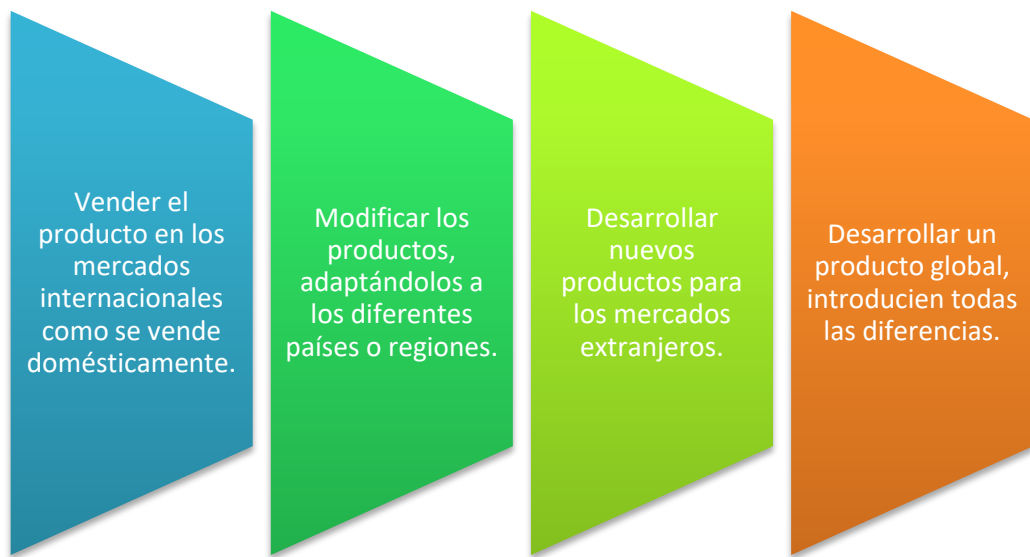 Vender el
producto en los
mercados
internacionales
como se vende
domésticamente.
Modificar los
productos,
adaptándolos a
los diferentes
países o regiones.
Desarrollar
nuevos
productos para
los mercados
extranjeros.
Desarrollar un
producto global,
introducien todas
las diferencias.